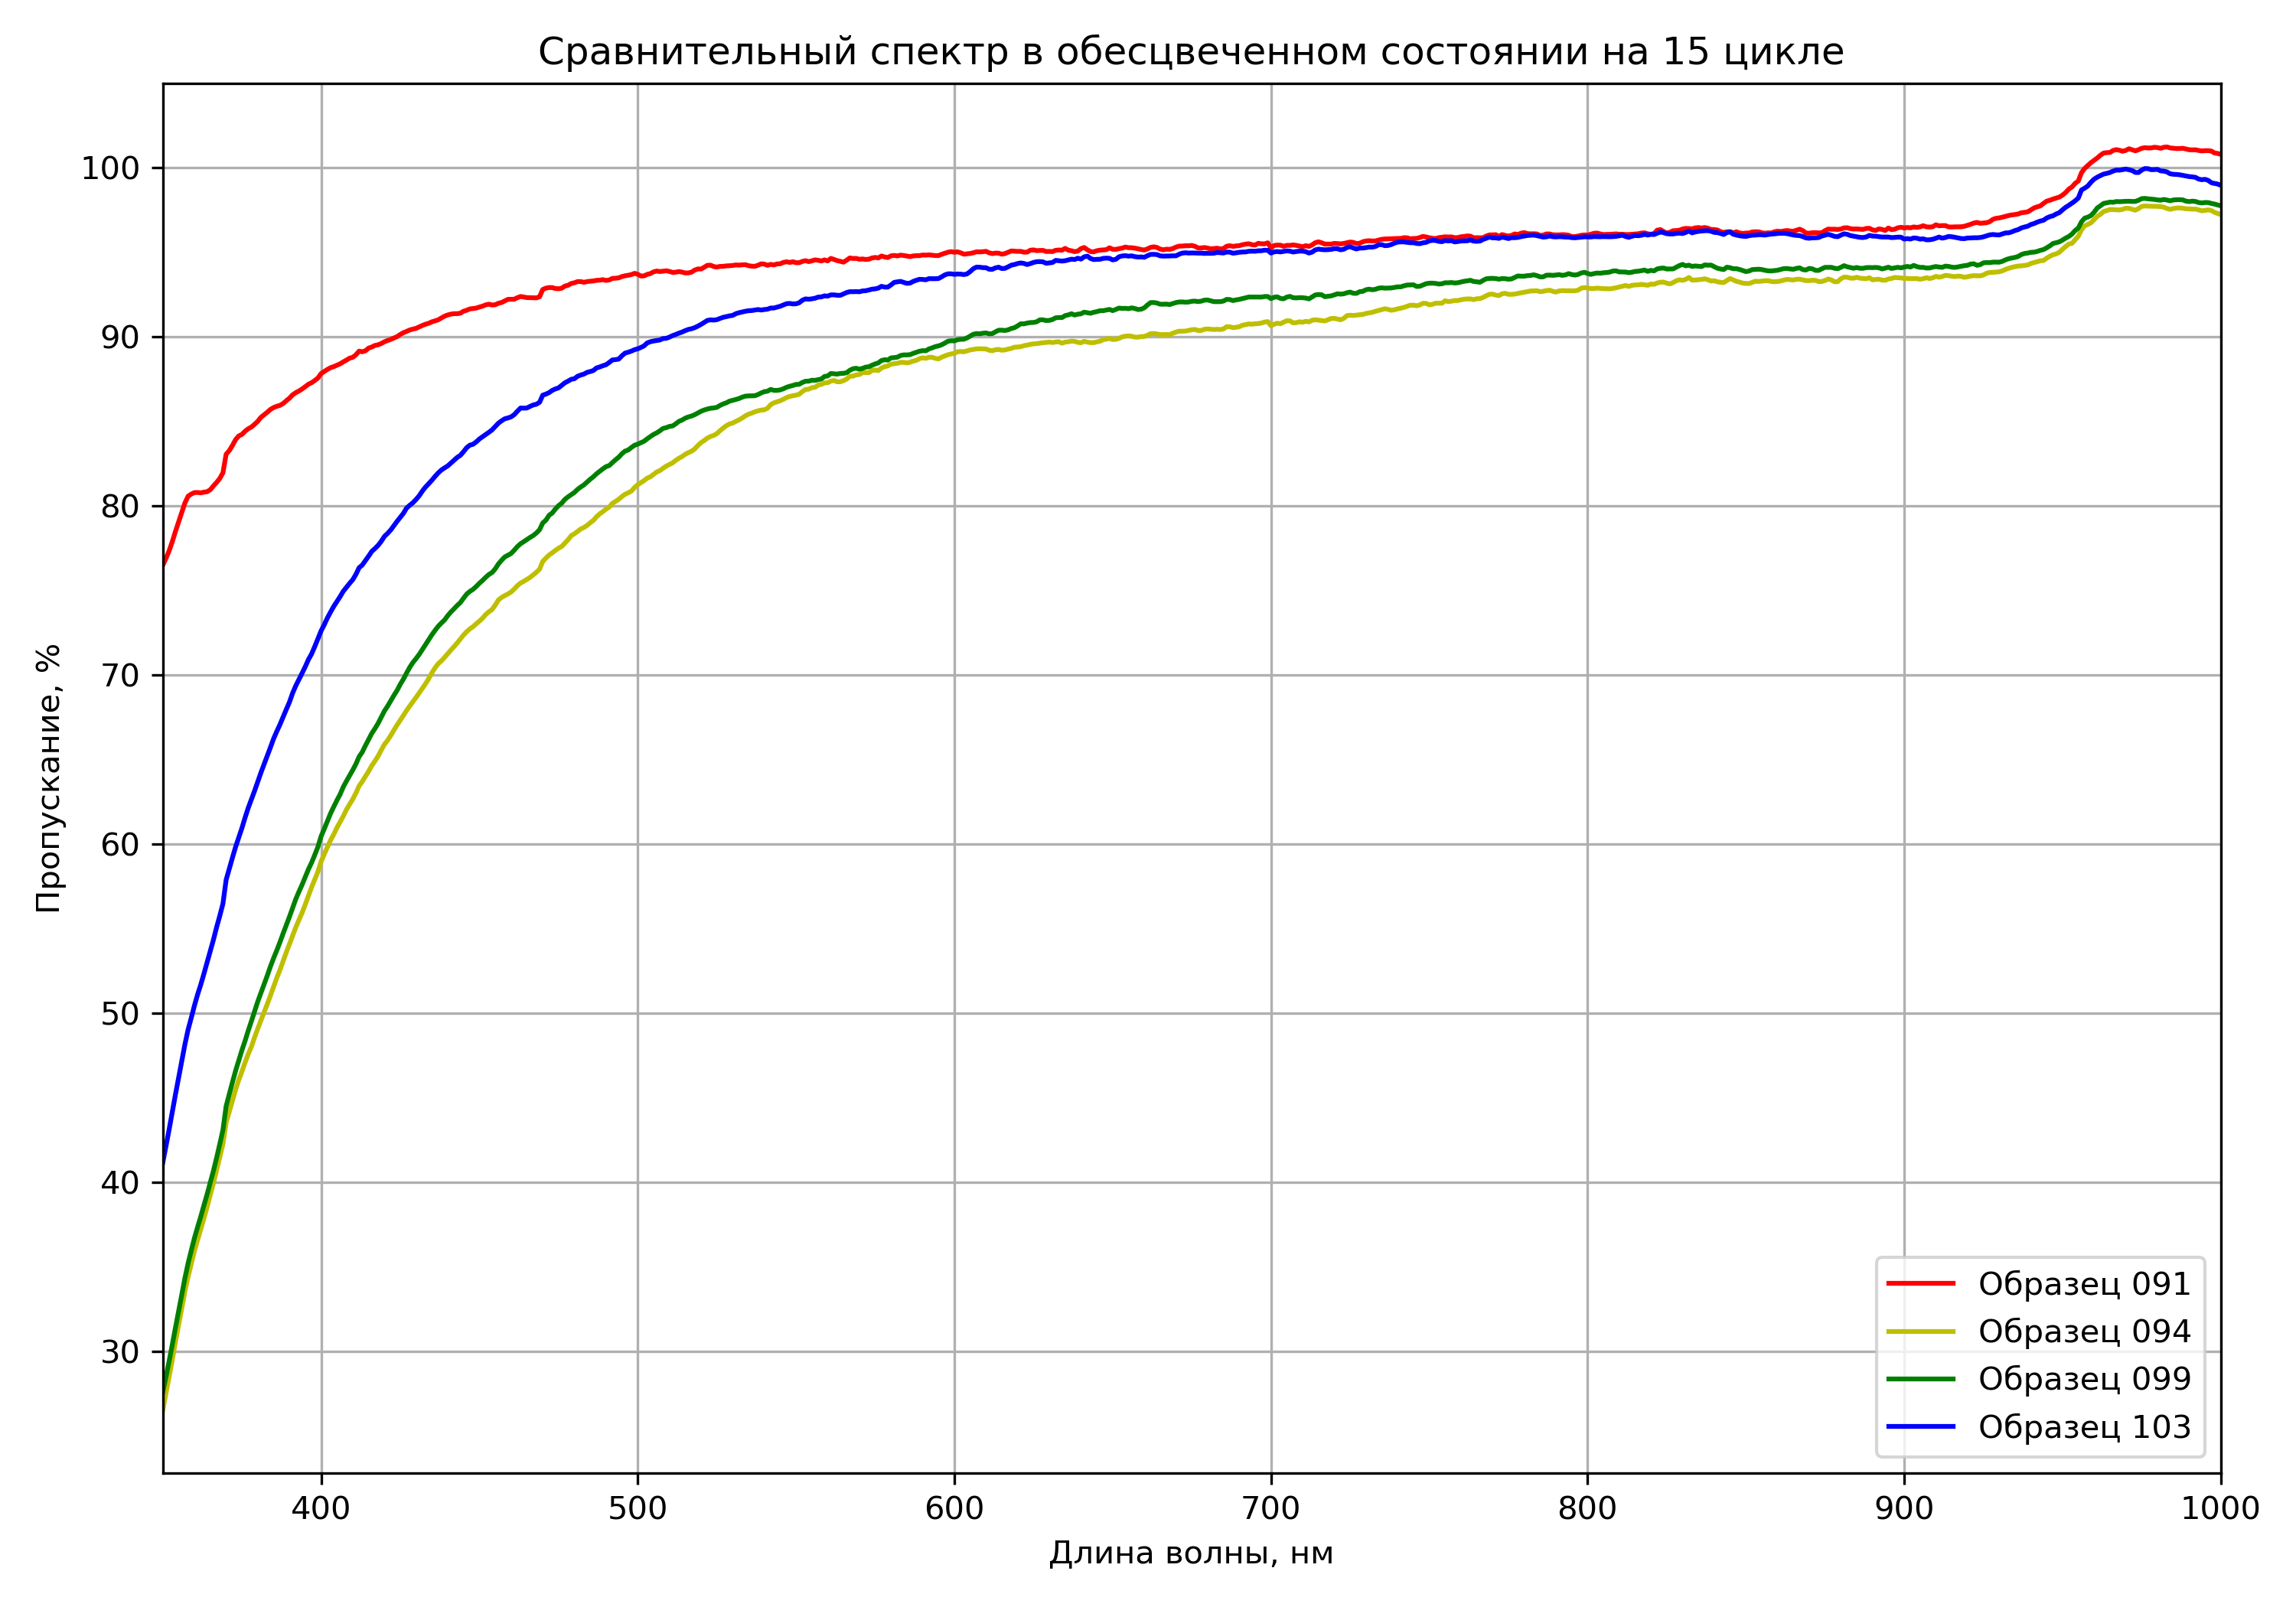 Сравнительный спектр в обесцвеченном состоянии на 15 цикле
100
90
80
70
60
50
40
30
Пропускание, %
400
500
600
700
800
900
1000
Длина волны, нм
Образец 091
Образец 094
Образец 099
Образец 103